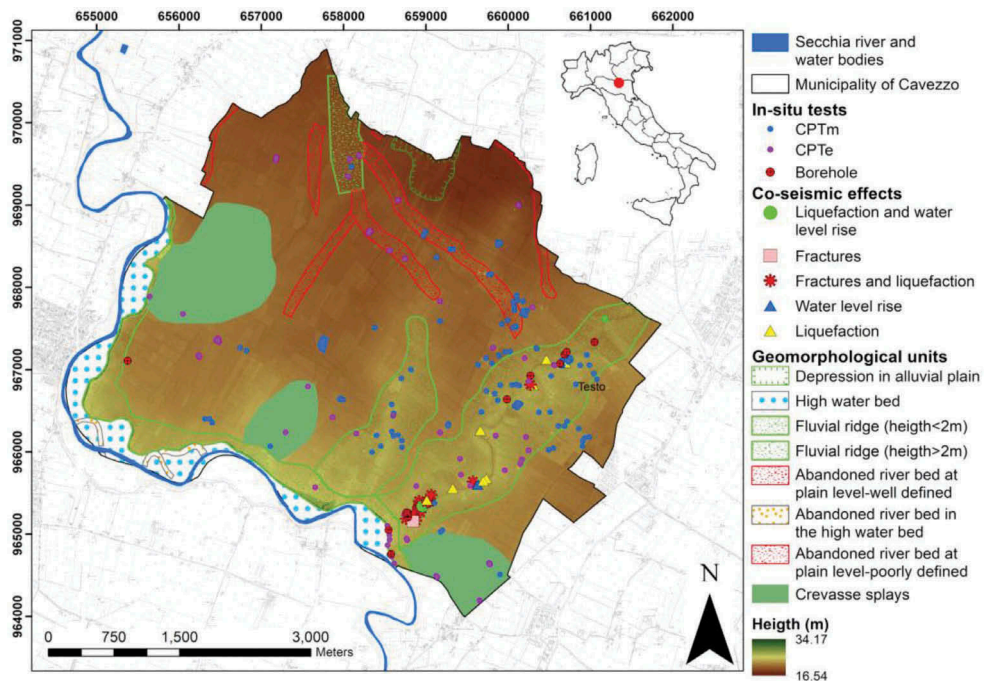 655000 656000 657000 658000 659000 660000 661000 662000
971000
970000
969000
968000
967000
966000
965000
964000
Testo
N
0 750 1,500 3,000
Meters
Secchia river and
water bodies
Municipality of Cavezzo
In-situ tests
CPTm
CPTe
Borehole
Co-seismic effects
Liquefaction and water
level rise
Fractures
Fractures and liquefaction
Water level rise
Liquefaction
Geomorphological units
Depression in alluvial plain
High water bed
Fluvial ridge (heigth<2m)
Fluvial ridge (heigth>2m)
Abandoned river bed at
plain level-well defined
Abandoned river bed in
the high water bed
Abandoned river bed at
plain level-poorly defined
Crevasse splays
Heigth (m)
34.17
16.54